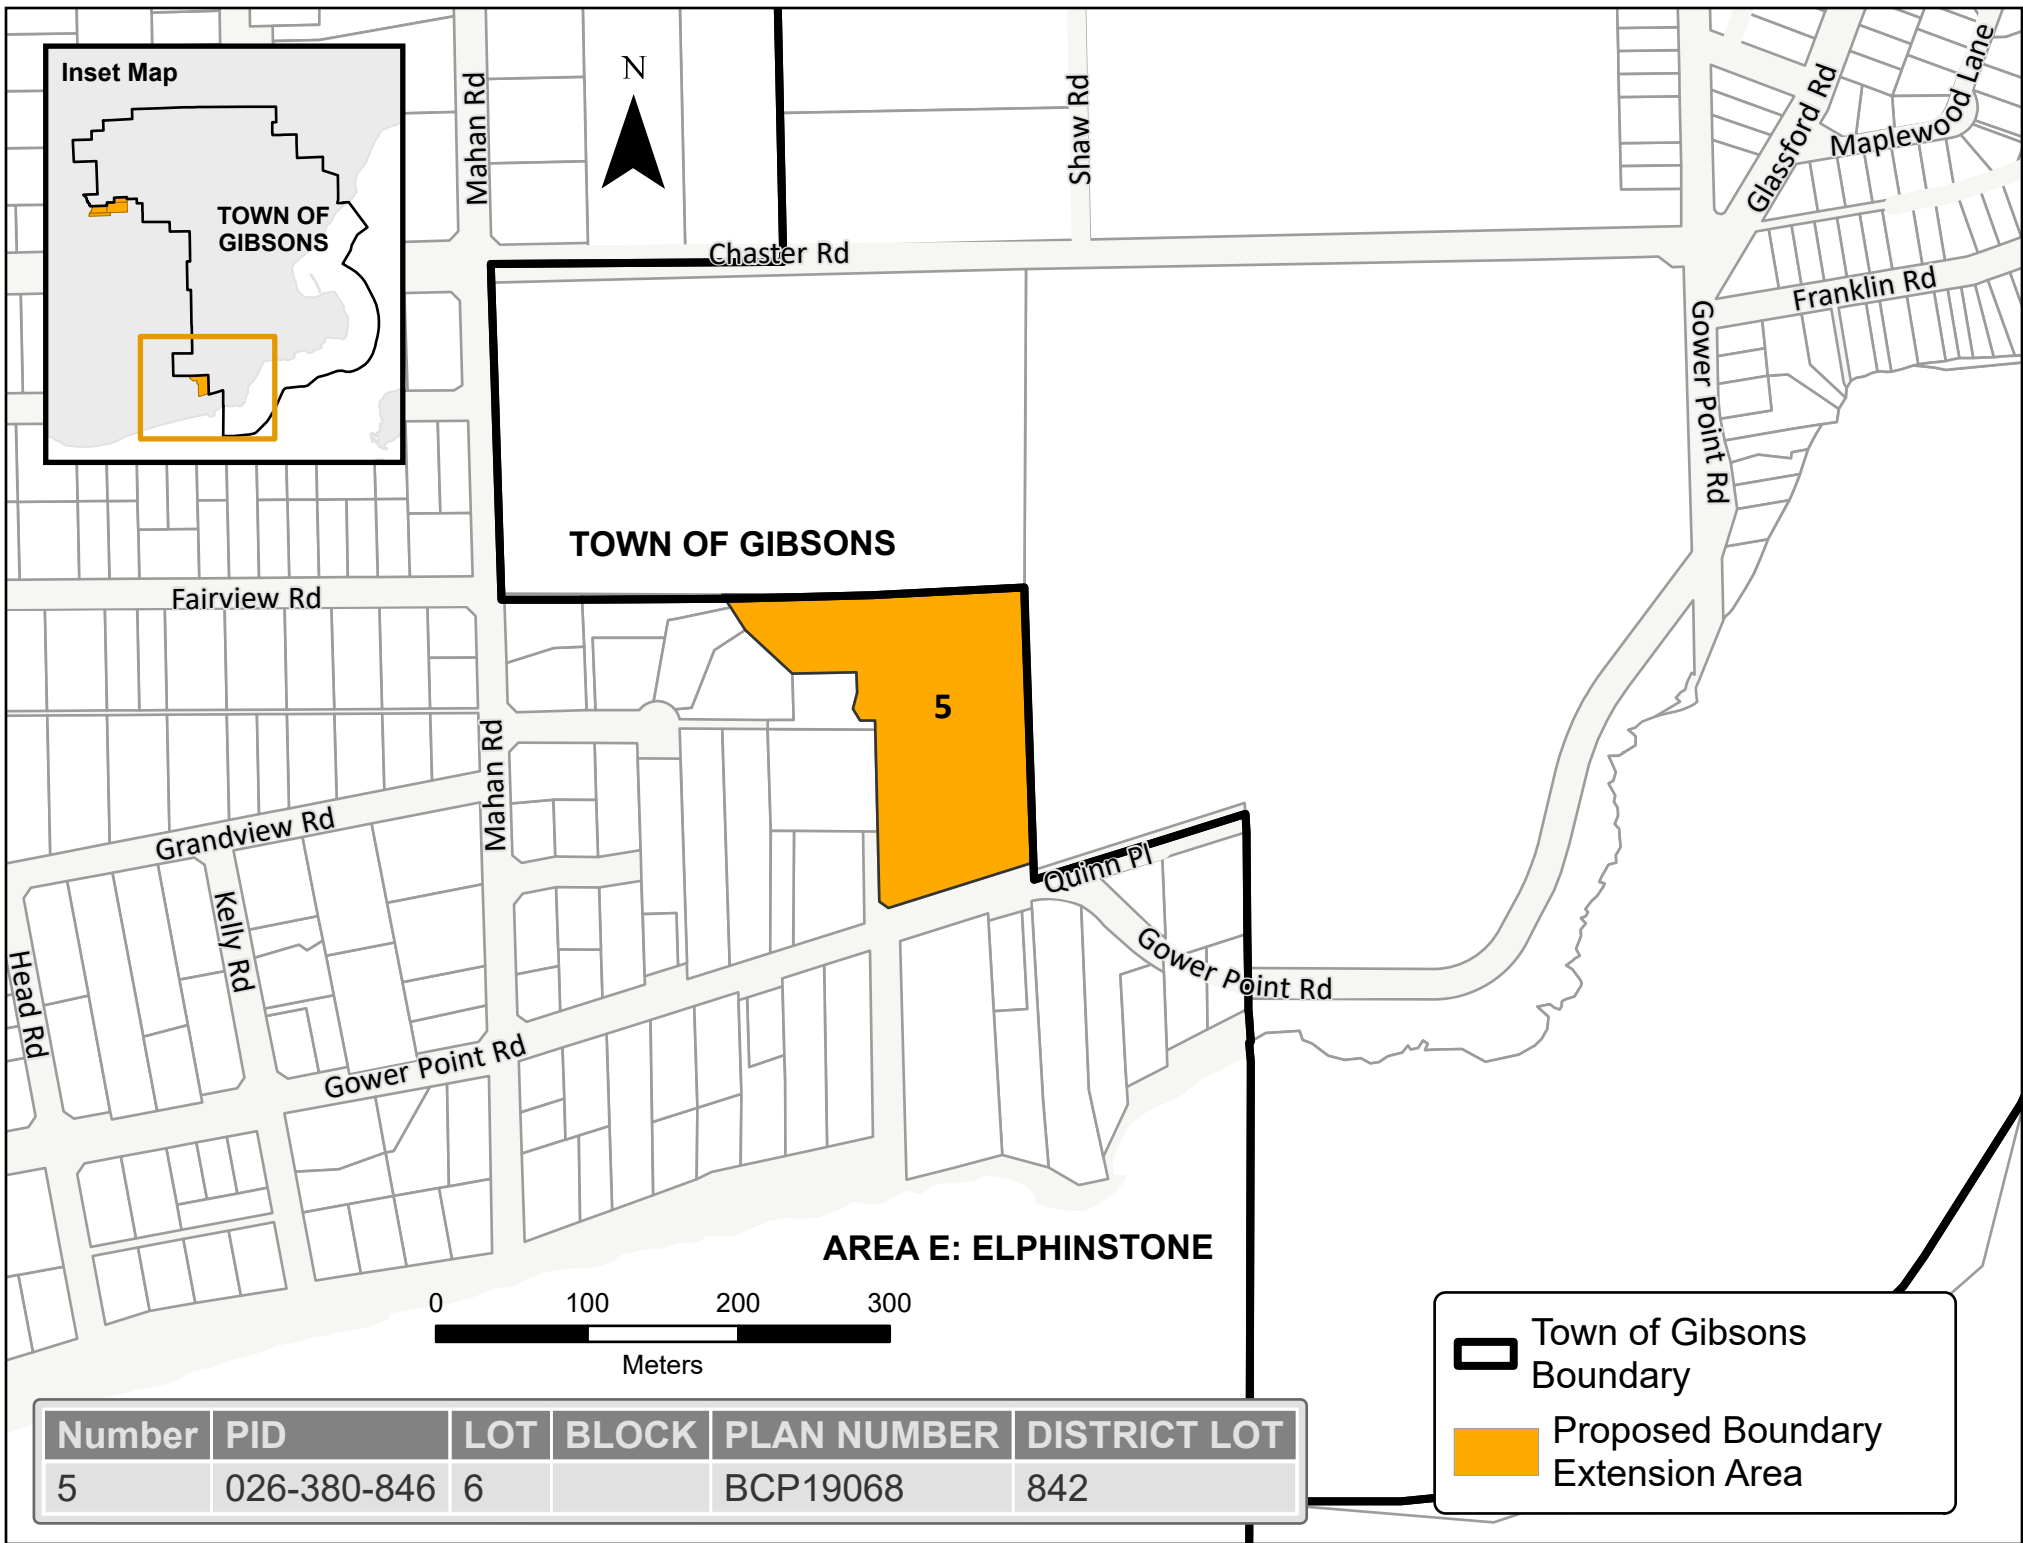 Inset Map
TOWN OF
GIBSONS
N
Mahan Rd
Shaw Rd
Glassford Rd
Maplewood Lane
Chaster Rd
Franklin Rd
Gower Point Rd
TOWN OF GIBSONS
Fairview Rd
5
Mahan Rd
Grandview Rd
Quinn Pl
Kelly Rd
Head Rd
Gower Point Rd
Gower Point Rd
AREA E: ELPHINSTONE
0 100 200 300
Meters
Town of Gibsons
Boundary
Proposed Boundary
Extension Area
Number PID LOT BLOCK PLAN NUMBER DISTRICT LOT
5 026-380-846 6 BCP19068 842